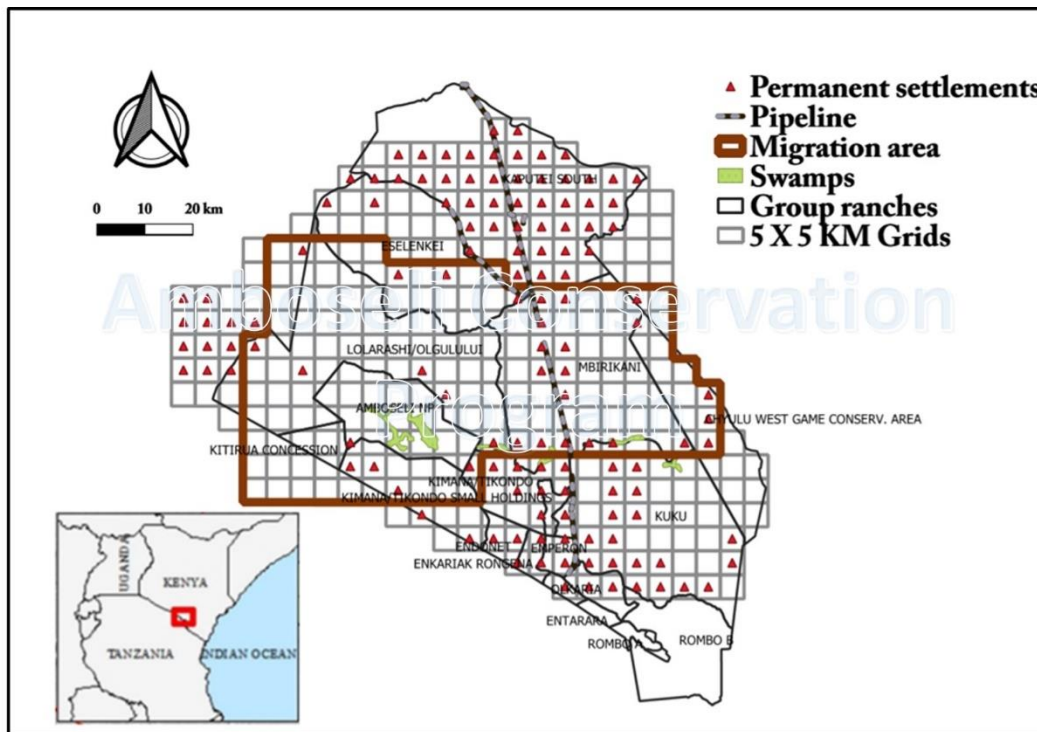 Permanent settlements
Pipeline
Migration area
Swamps
Group ranches
5 X 5 KM Grids
0 10 20 km
KAPUTEI SOUTH
ESELENKEI
Amboseli Conservation
Program
LOLARASHI/OLGULULUI
MBIRIKANI
AMBOSELI NP
CHYULU WEST GAME CONSERV. AREA
KITIRUA CONCESSION
KIMANA/TIKONDO
KIMANA/TIKONDO SMALL HOLDINGS
KUKU
ENDONET
EMPERON
ENKARIAK RONGENA
OLKARIA
ENTARARA
ROMBO A
ROMBO B
UGANDA
KENYA
TANZANIA
INDIAN OCEAN